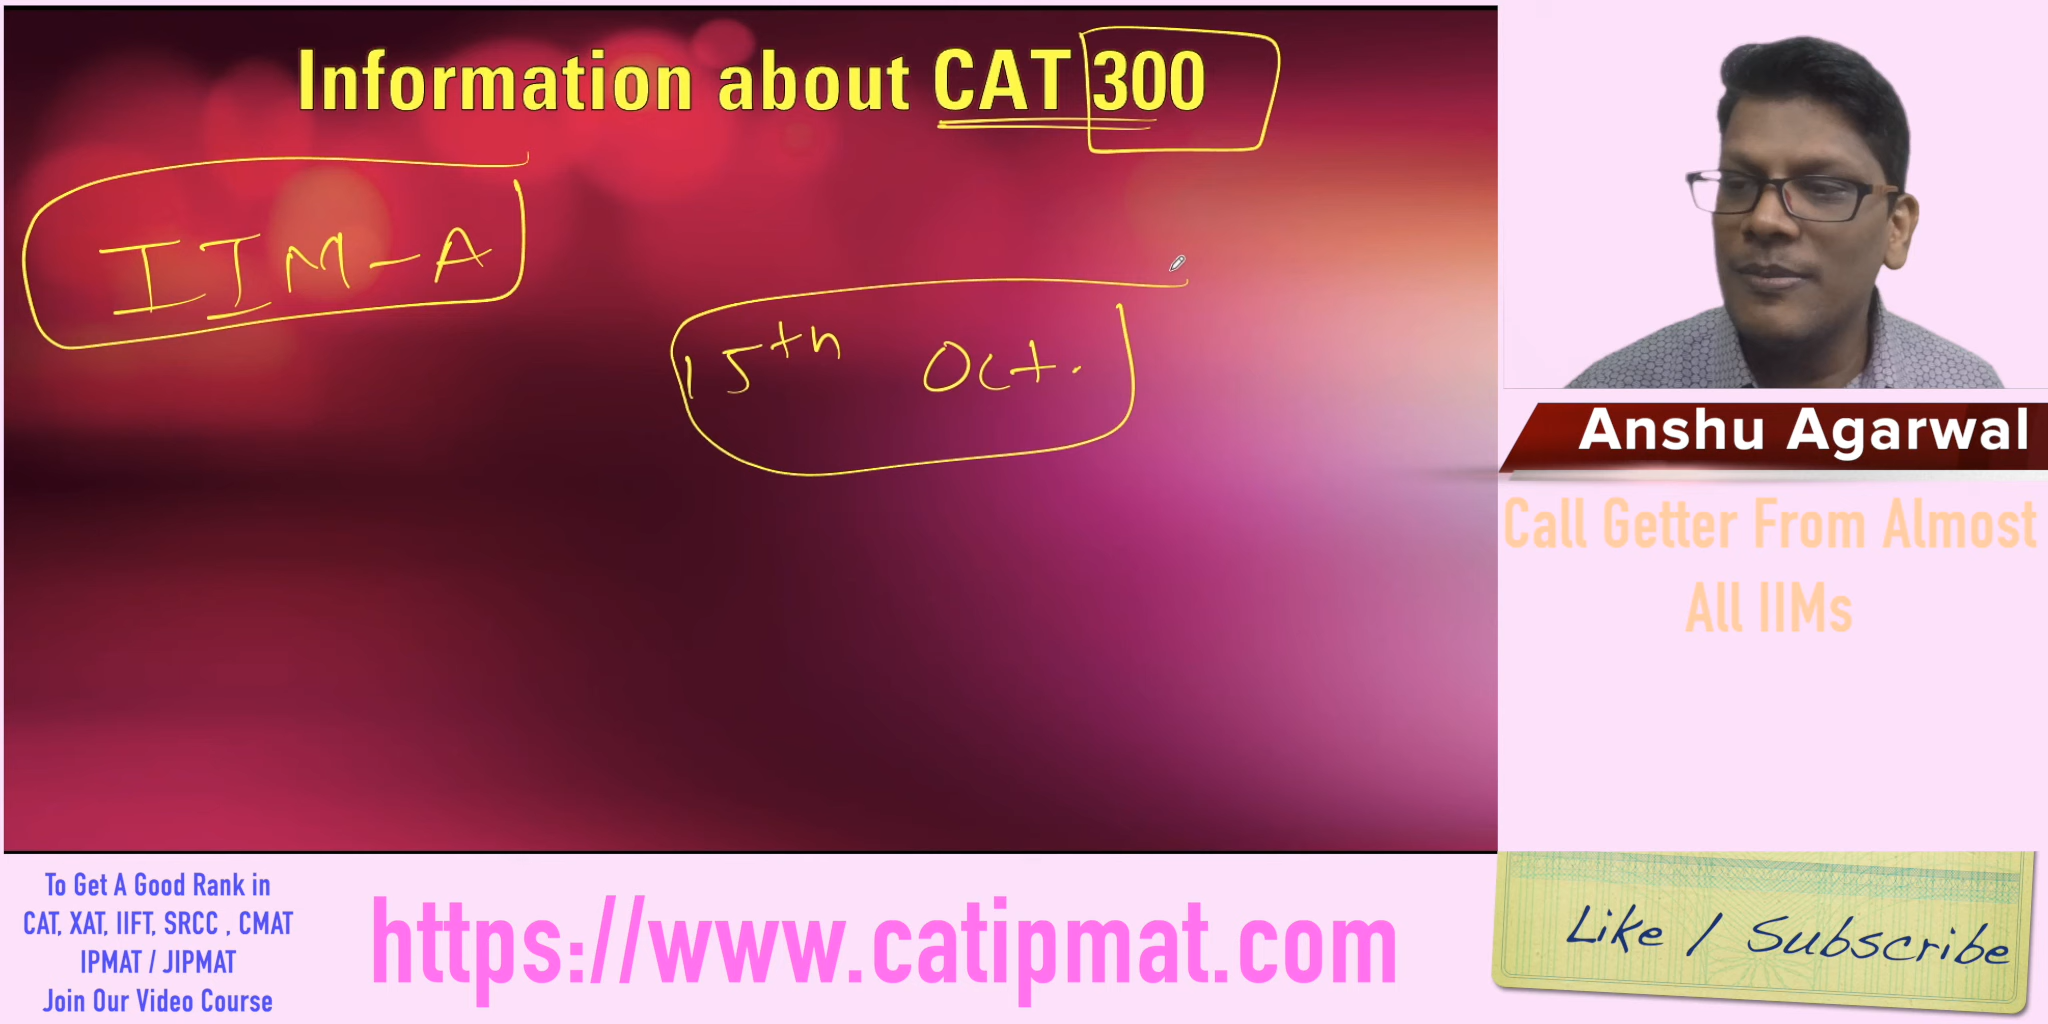 Information about CAT 300
IIM-A
15th Oct.
Anshu Agarwal
Call Getter From Almost
All IIMs
To Get A Good Rank in
CAT, XAT, IIFT, SRCC , CMAT
IPMAT / JIPMAT
Join Our Video Course
https://www.catipmat.com
Like / Subscribe